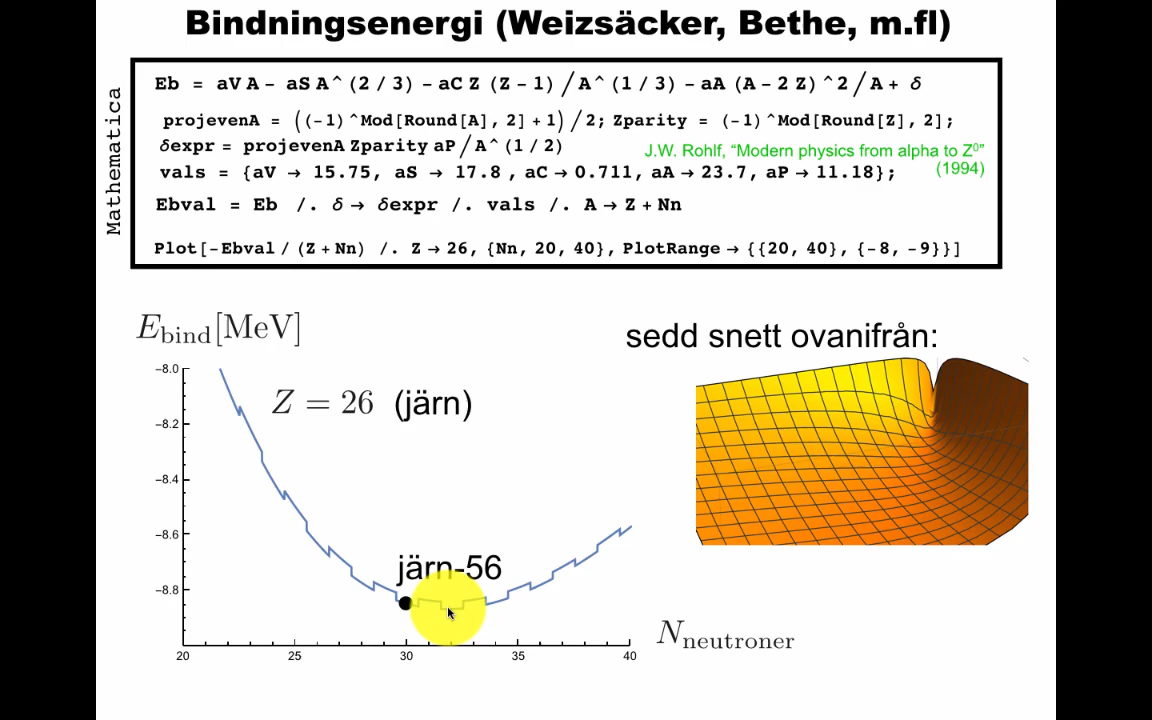 Bindningsenergi (Weizsäcker, Bethe, m.fl)
Mathematica
Eb = aV A - aS A^(2/3) - aC Z (Z-1)/A^(1/3) - aA (A-2 Z)^2/A + δ
projevenA = ((-1)^Mod[Round[A], 2] + 1)/2; Zparity = (-1)^Mod[Round[Z], 2];
δexpr = projevenA Zparity aP/A^(1/2)
J.W. Rohlf, “Modern physics from alpha to Z⁰”
(1994)
vals = {aV → 15.75, aS → 17.8, aC → 0.711, aA → 23.7, aP → 11.18};
Ebval = Eb /. δ → δexpr /. vals /. A → Z + Nn
Plot[-Ebval/(Z+Nn) /. Z → 26, {Nn, 20, 40}, PlotRange → {{20, 40}, {-8, -9}}]
E_bind[MeV]
sedd snett ovanifrån:
-8.0
Z = 26 (järn)
-8.2
-8.4
-8.6
järn-56
-8.8
N_neutroner
20 25 30 35 40